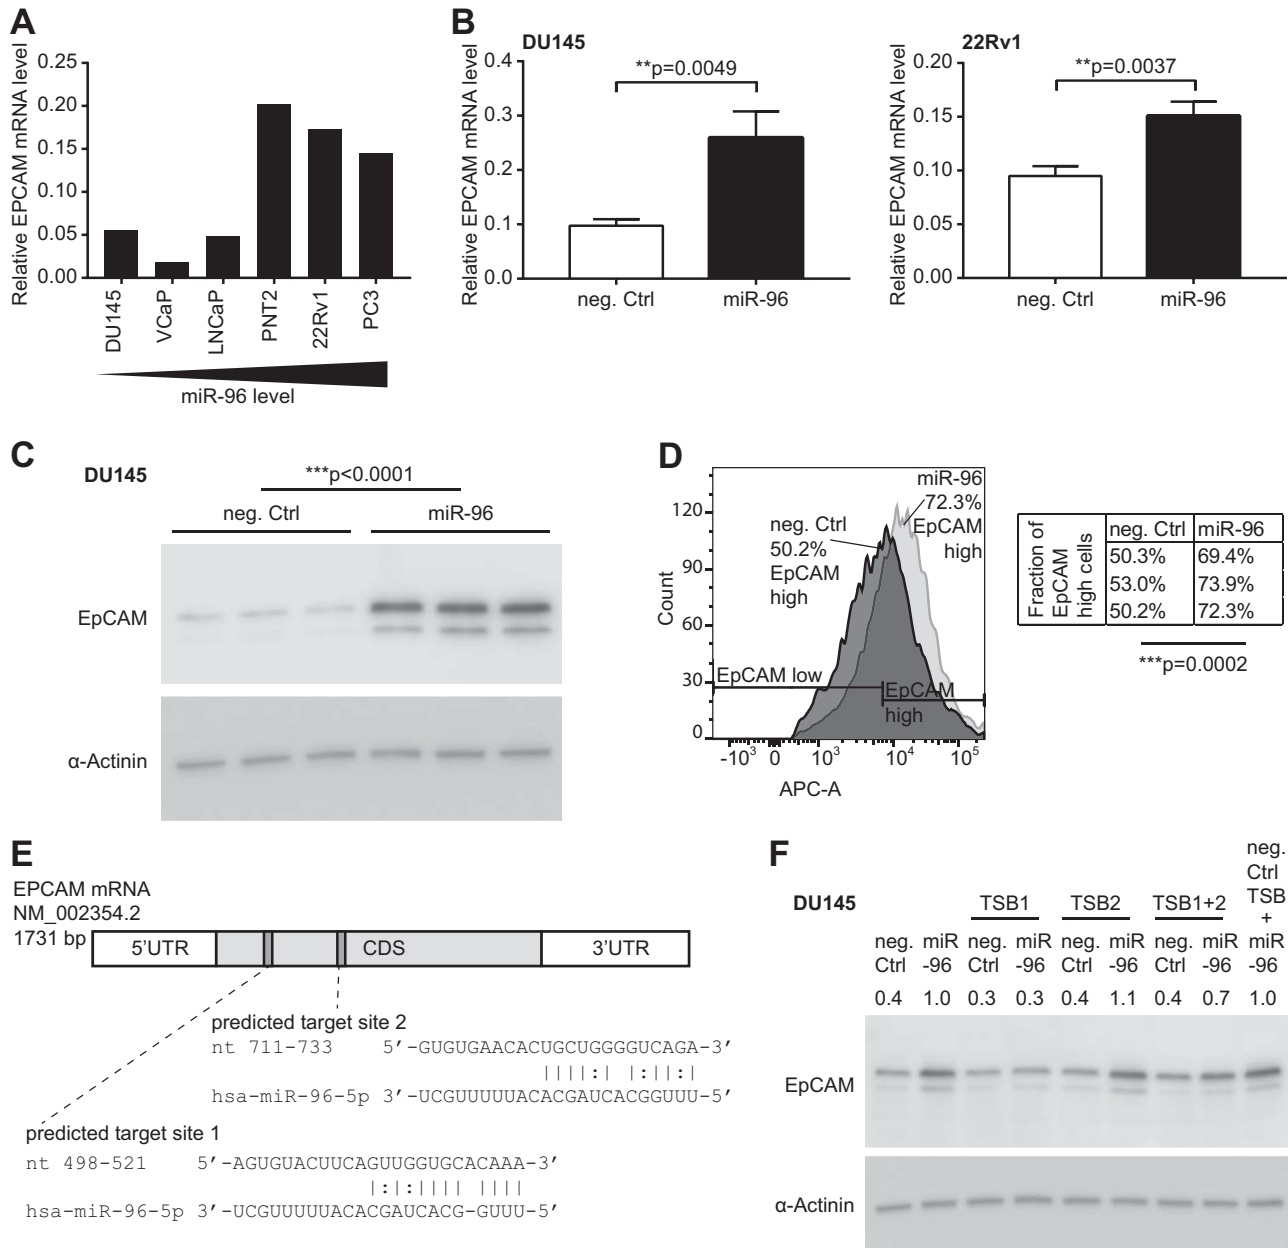 A
Relative EPCAM mRNA level
0.25
0.20
0.15
0.10
0.05
0.00
DU145
VCaP
LNCaP
PNT2
22Rv1
PC3
miR-96 level
B
DU145
Relative EPCAM mRNA level
0.4
0.3
0.2
0.1
0.0
**p=0.0049
neg. Ctrl
miR-96
22Rv1
Relative EPCAM mRNA level
0.20
0.15
0.10
0.05
0.00
**p=0.0037
neg. Ctrl
miR-96
C
DU145
***p<0.0001
neg. Ctrl
miR-96
EpCAM
α-Actinin
D
Count
120
90
60
30
0
neg. Ctrl
50.2%
EpCAM
high
miR-96
72.3%
EpCAM
high
EpCAM low
EpCAM
high
-10³ 0 10³ 10⁴ 10⁵
APC-A
Fraction of
EpCAM
high cells
neg. Ctrl miR-96
50.3% 69.4%
53.0% 73.9%
50.2% 72.3%
***p=0.0002
E
EPCAM mRNA
NM_002354.2
1731 bp
5'UTR
CDS
3'UTR
predicted target site 2
nt 711-733 5'-GUGUGAACACUGCUGGGGUCAGA-3'
||||:| |:||:|
hsa-miR-96-5p 3'-UCGUUUUUACACGAUCACGGUUU-5'
predicted target site 1
nt 498-521 5'-AGUGUACUUCAGUUGGUGCACAAA-3'
|:|:|||| ||||
hsa-miR-96-5p 3'-UCGUUUUUACACGAUCACG-GUUU-5'
F
DU145
TSB1
TSB2
TSB1+2
neg.
Ctrl
TSB
+
miR
-96
neg. miR neg. miR neg. miR neg. miR
Ctrl -96 Ctrl -96 Ctrl -96 Ctrl -96
0.4 1.0 0.3 0.3 0.4 1.1 0.4 0.7 1.0
EpCAM
α-Actinin